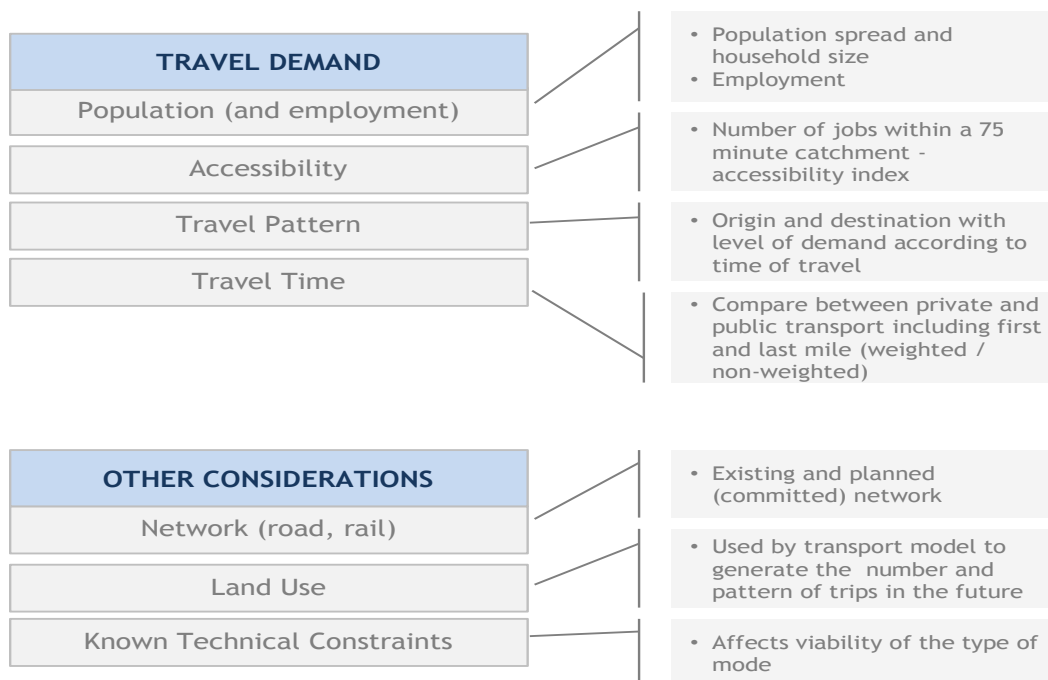 TRAVEL DEMAND
Population (and employment)
• Population spread and
household size
• Employment
Accessibility
• Number of jobs within a 75
minute catchment -
accessibility index
Travel Pattern
• Origin and destination with
level of demand according to
time of travel
Travel Time
• Compare between private and
public transport including first
and last mile (weighted /
non-weighted)
OTHER CONSIDERATIONS
Network (road, rail)
• Existing and planned
(committed) network
Land Use
• Used by transport model to
generate the number and
pattern of trips in the future
Known Technical Constraints
• Affects viability of the type of
mode